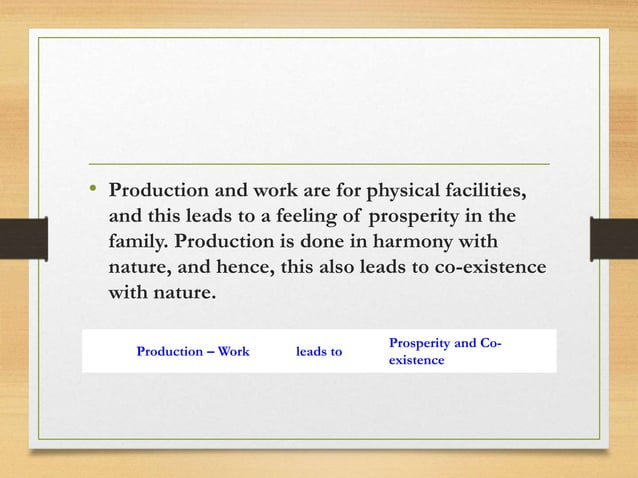 • Production and work are for physical facilities,
and this leads to a feeling of prosperity in the
family. Production is done in harmony with
nature, and hence, this also leads to co-existence
with nature.
Production – Work leads to Prosperity and Co-
existence